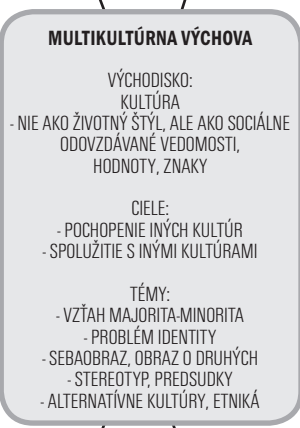 MULTIKULTÚRNA VÝCHOVA
VÝCHODISKO:
KULTÚRA
- NIE AKO ŽIVOTNÝ ŠTÝL, ALE AKO SOCIÁLNE
ODOVZDÁVANÉ VEDOMOSTI,
HODNOTY, ZNAKY
CIELE:
- POCHOPENIE INÝCH KULTÚR
- SPOLUŽITIE S INÝMI KULTÚRAMI
TÉMY:
- VZŤAH MAJORITA-MINORITA
- PROBLÉM IDENTITY
- SEBAOBRAZ, OBRAZ O DRUHÝCH
- STEREOTYP, PREDSUDKY
- ALTERNATÍVNE KULTÚRY, ETNIKÁ